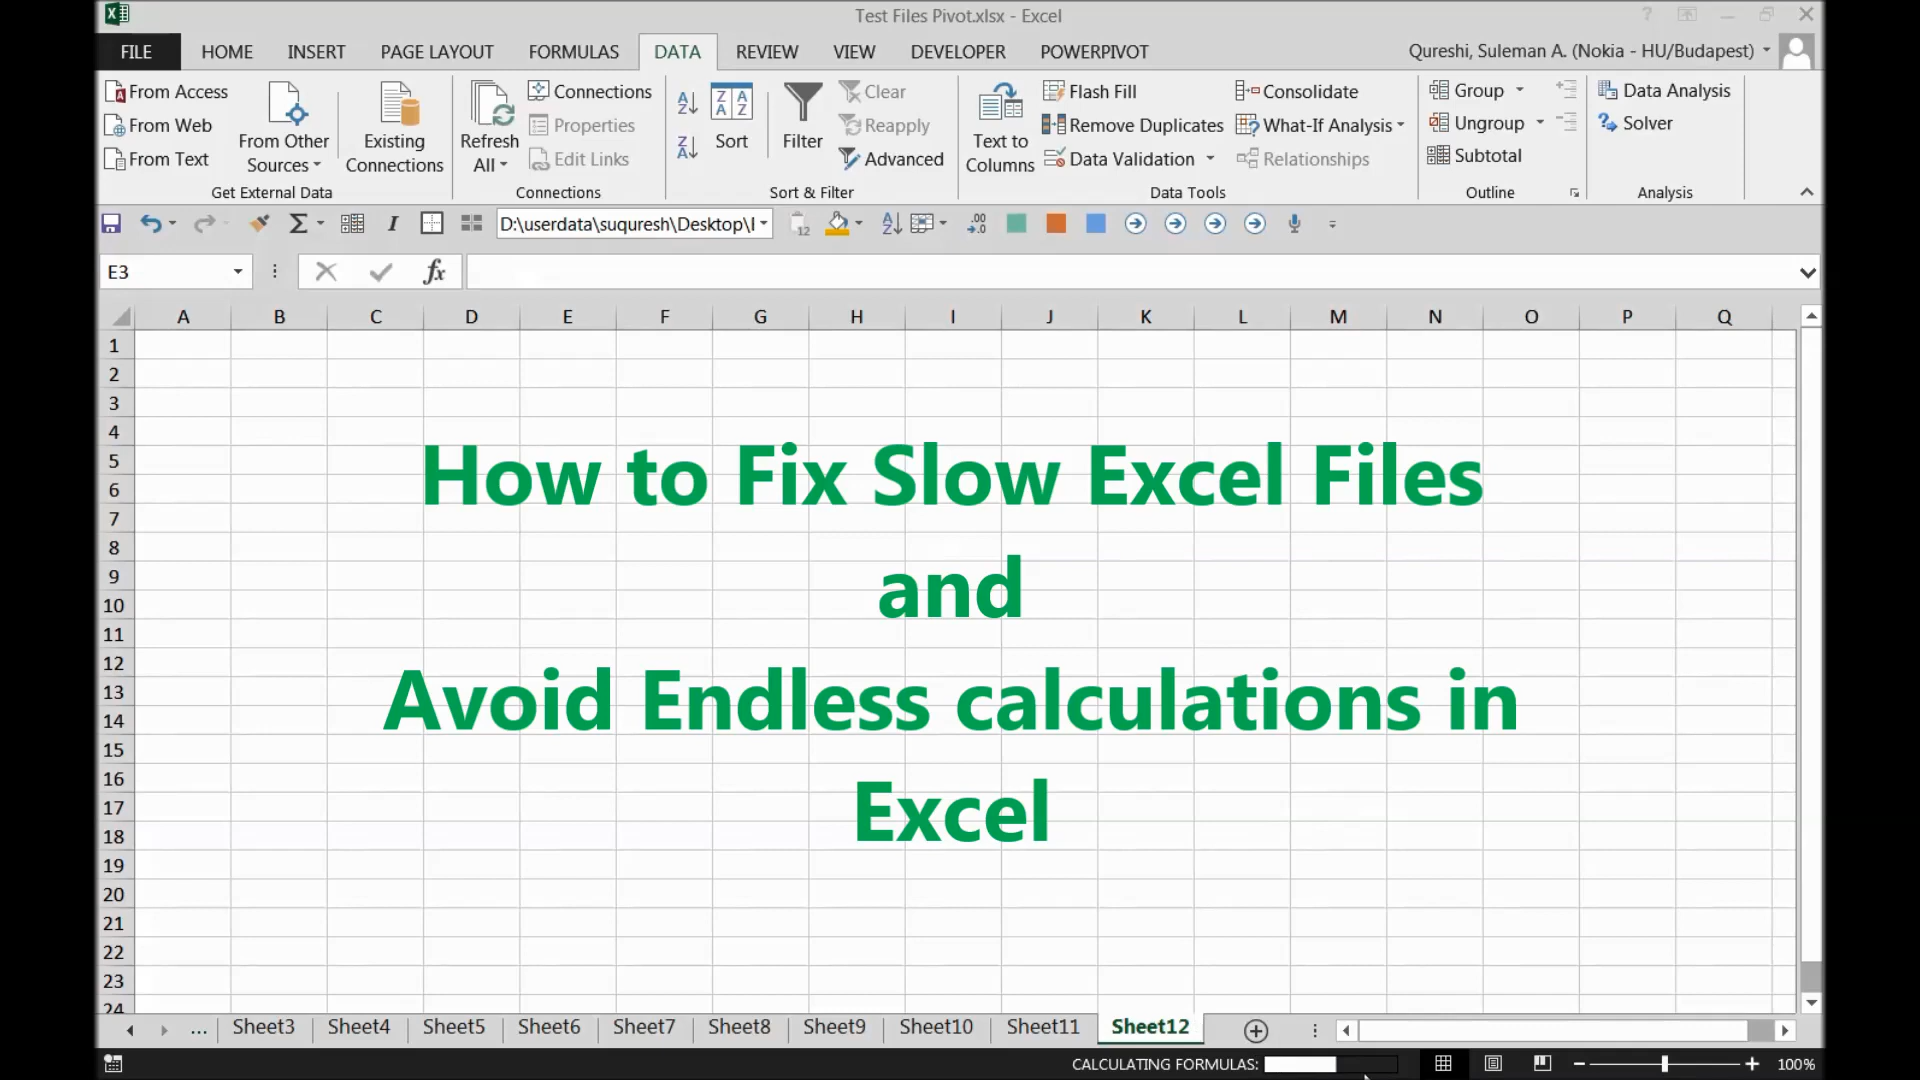 Test Files Pivot.xlsx - Excel
?
FILE HOME INSERT PAGE LAYOUT FORMULAS DATA REVIEW VIEW DEVELOPER POWERPIVOT Qureshi, Suleman A. (Nokia - HU/Budapest)
From Access
From Web
From Text
From Other
Sources
Existing
Connections
Get External Data
Refresh
All
Connections
Properties
Edit Links
Connections
Sort
Filter
Clear
Reapply
Advanced
Sort & Filter
Text to
Columns
Flash Fill
Remove Duplicates
Data Validation
Consolidate
What-If Analysis
Relationships
Data Tools
Group
Ungroup
Subtotal
Outline
Data Analysis
Solver
Analysis
D:\userdata\suquresh\Desktop\
E3
fx
A B C D E F G H I J K L M N O P Q
1
2
3
4
5
6
7
8
9
10
11
12
13
14
15
16
17
18
19
20
21
22
23
24
How to Fix Slow Excel Files
and
Avoid Endless calculations in
Excel
... Sheet3 Sheet4 Sheet5 Sheet6 Sheet7 Sheet8 Sheet9 Sheet10 Sheet11 Sheet12
CALCULATING FORMULAS: 100%